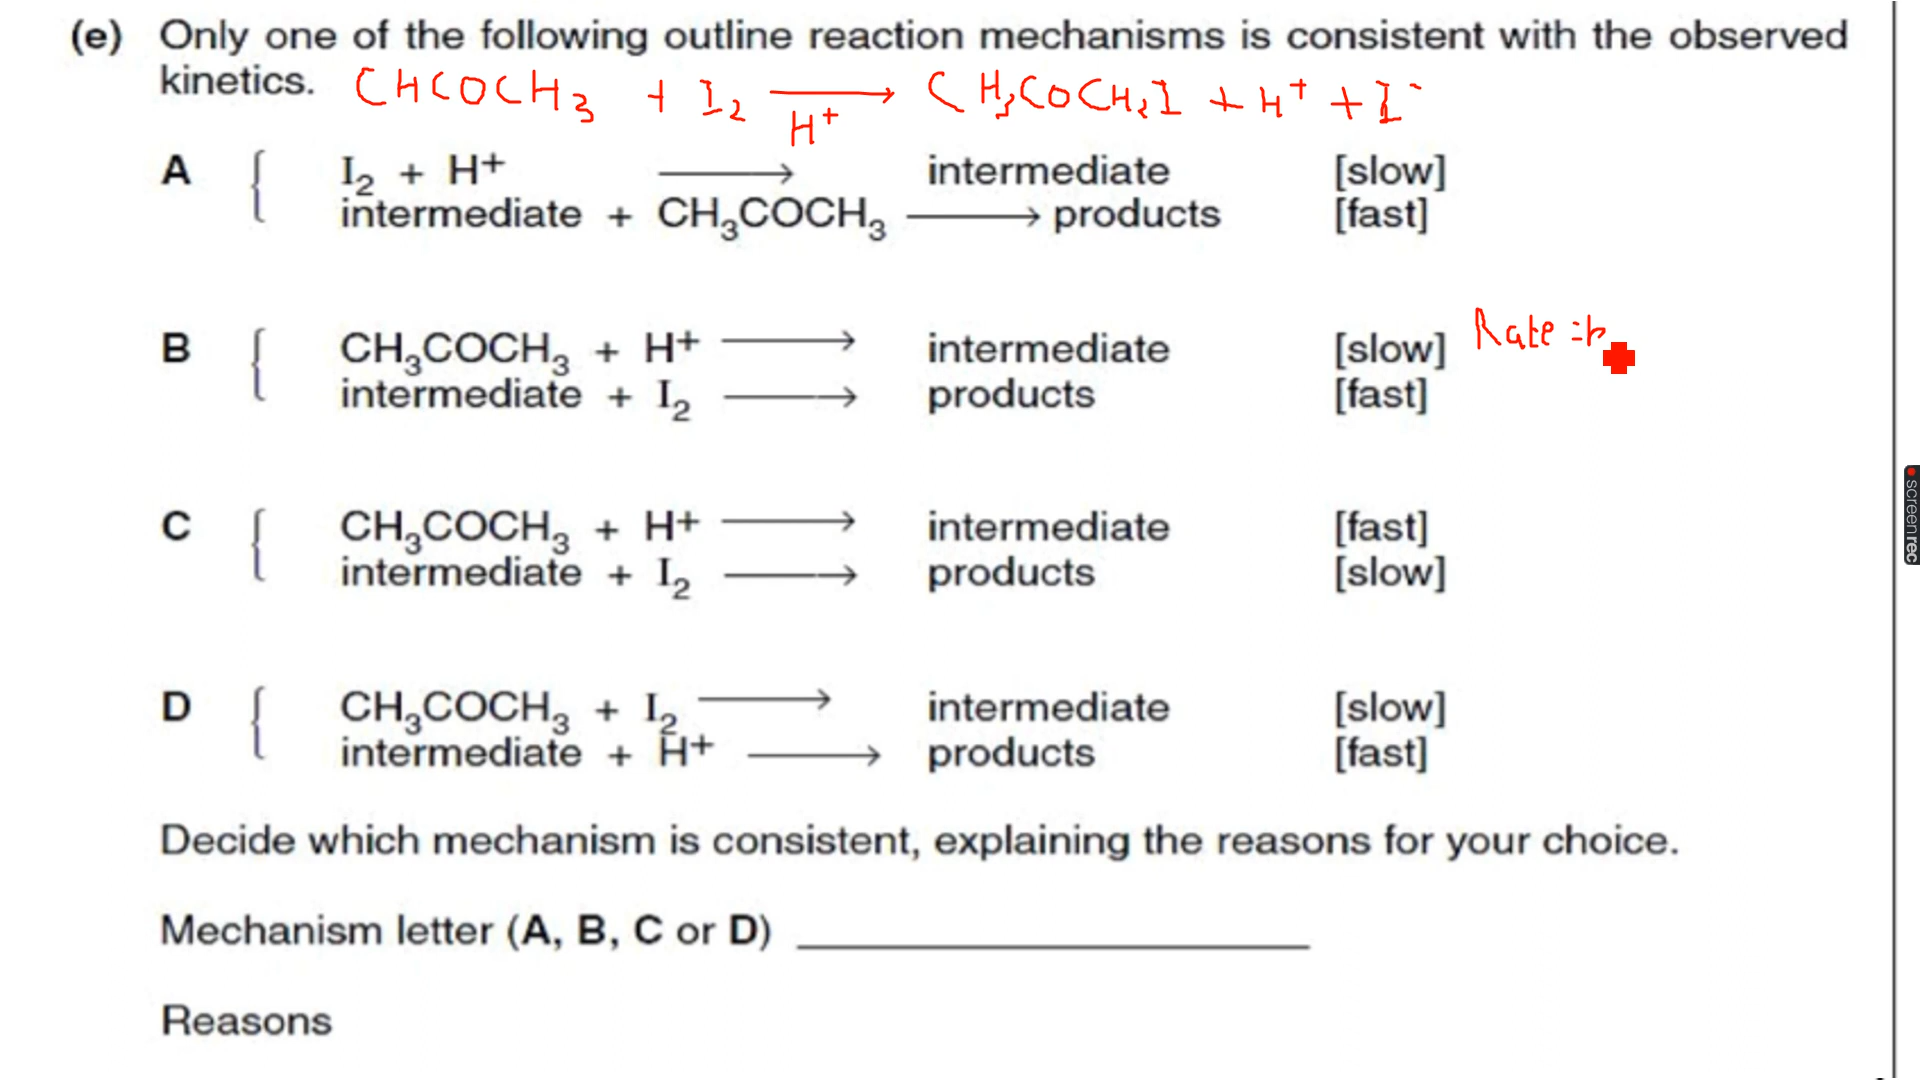 (e) Only one of the following outline reaction mechanisms is consistent with the observed
kinetics. CHCOCH3 + I2 ⟶ CH3COCH2I + H+ + I-
H+
A { I2 + H+ ⟶ intermediate [slow]
intermediate + CH3COCH3 ⟶ products [fast]
B { CH3COCH3 + H+ ⟶ intermediate [slow] Rate =
intermediate + I2 ⟶ products [fast]
C { CH3COCH3 + H+ ⟶ intermediate [fast]
intermediate + I2 ⟶ products [slow]
D { CH3COCH3 + I2 ⟶ intermediate [slow]
intermediate + H+ ⟶ products [fast]
Decide which mechanism is consistent, explaining the reasons for your choice.
Mechanism letter (A, B, C or D)
Reasons
screenrec